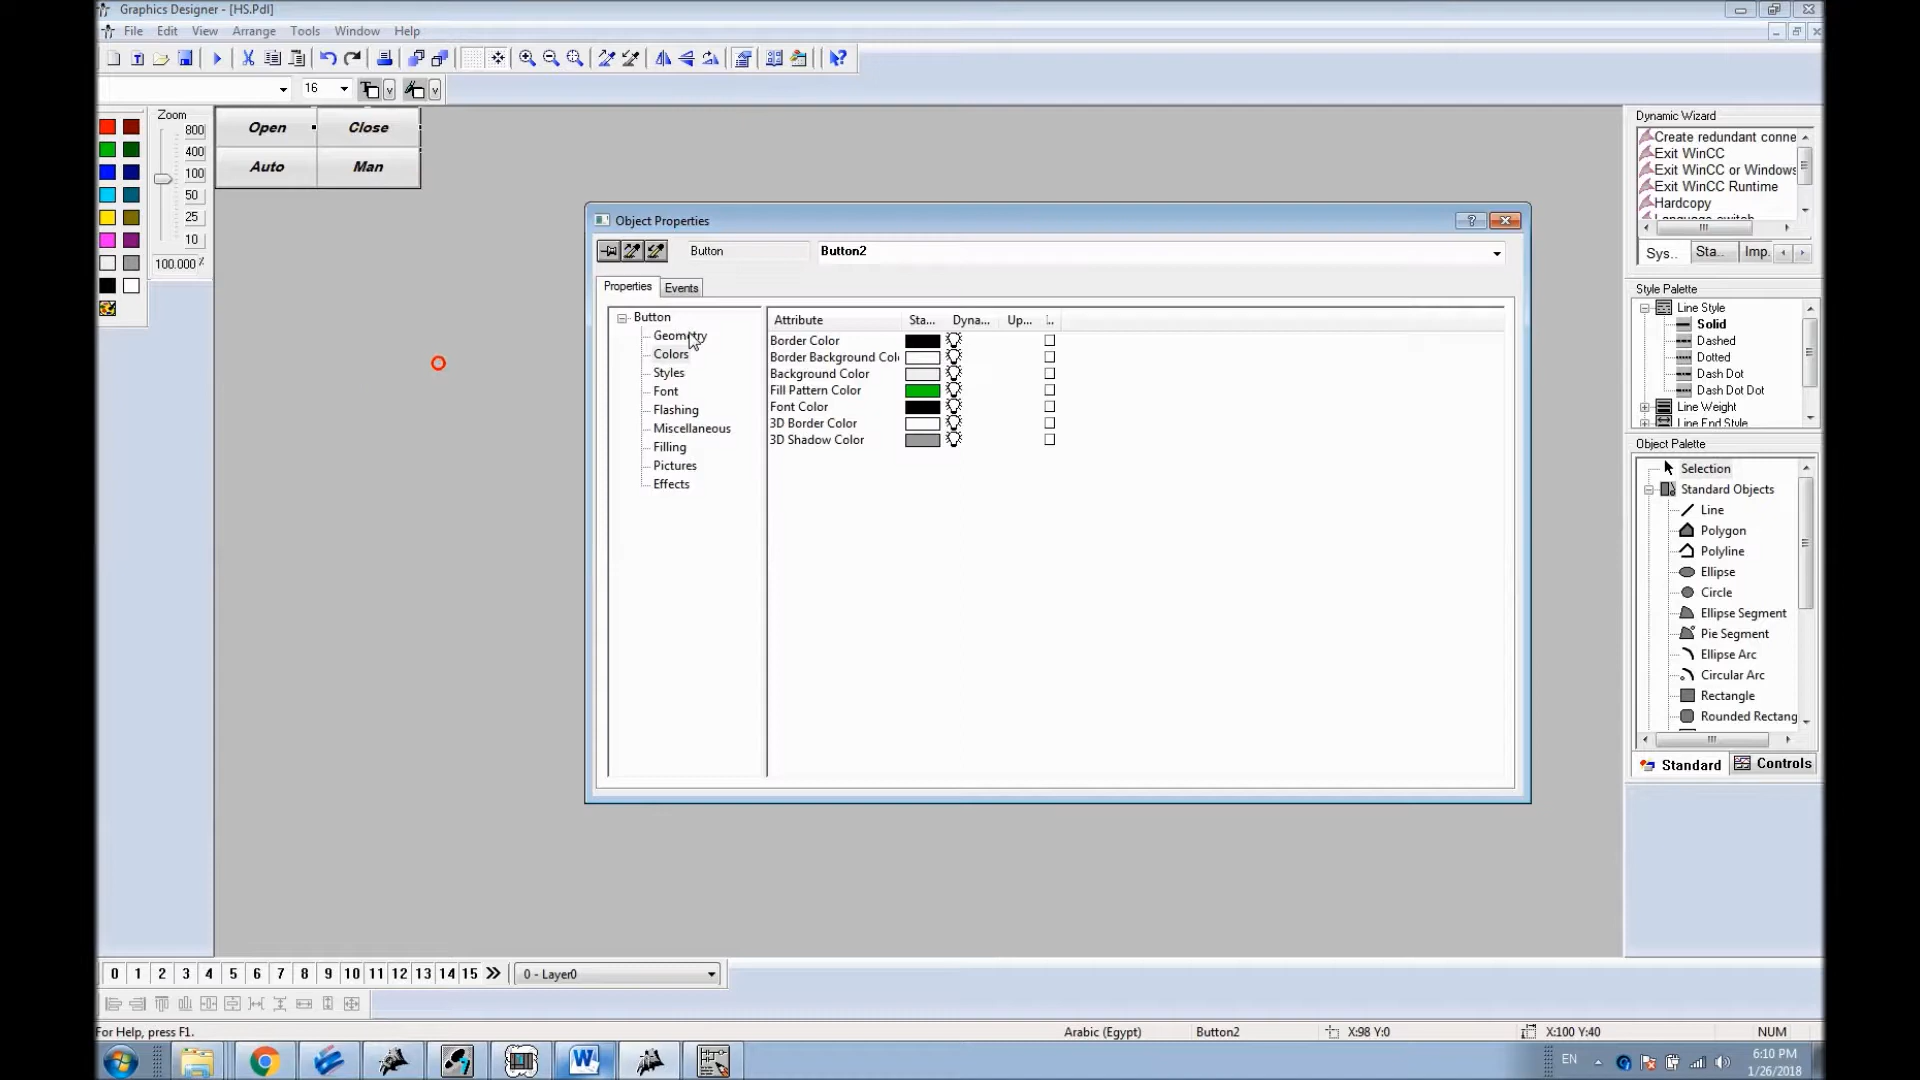 Graphics Designer - [HS.Pdl]
File Edit View Arrange Tools Window Help
16
Zoom
800
400
100
50
25
10
100.000 %
Open Close
Auto Man
Object Properties
Button Button2
Properties Events
Button
Geometry
Colors
Styles
Font
Flashing
Miscellaneous
Filling
Pictures
Effects
Attribute Sta... Dyna... Up... I..
Border Color
Border Background Col
Background Color
Fill Pattern Color
Font Color
3D Border Color
3D Shadow Color
Dynamic Wizard
Create redundant conne
Exit WinCC
Exit WinCC or Windows
Exit WinCC Runtime
Hardcopy
Language switch
Sys.. Sta.. Imp.
Style Palette
Line Style
Solid
Dashed
Dotted
Dash Dot
Dash Dot Dot
Line Weight
Line End Style
Object Palette
Selection
Standard Objects
Line
Polygon
Polyline
Ellipse
Circle
Ellipse Segment
Pie Segment
Ellipse Arc
Circular Arc
Rectangle
Rounded Rectang
Standard Controls
0 1 2 3 4 5 6 7 8 9 10 11 12 13 14 15 0 - Layer0
For Help, press F1. Arabic (Egypt) Button2 X:98 Y:0 X:100 Y:40 NUM
EN 6:10 PM
1/26/2018